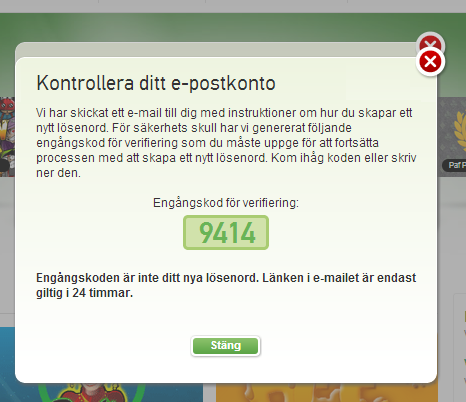 Kontrollera ditt e-postkonto
Vi har skickat ett e-mail till dig med instruktioner om hur du skapar ett
nytt lösenord. För säkerhets skull har vi genererat följande
engångskod för verifiering som du måste uppge för att fortsätta
processen med att skapa ett nytt lösenord. Kom ihåg koden eller skriv
ner den.
Engångskod för verifiering:
9414
Engångskoden är inte ditt nya lösenord. Länken i e-mailet är endast
giltig i 24 timmar.
Stäng
Paf